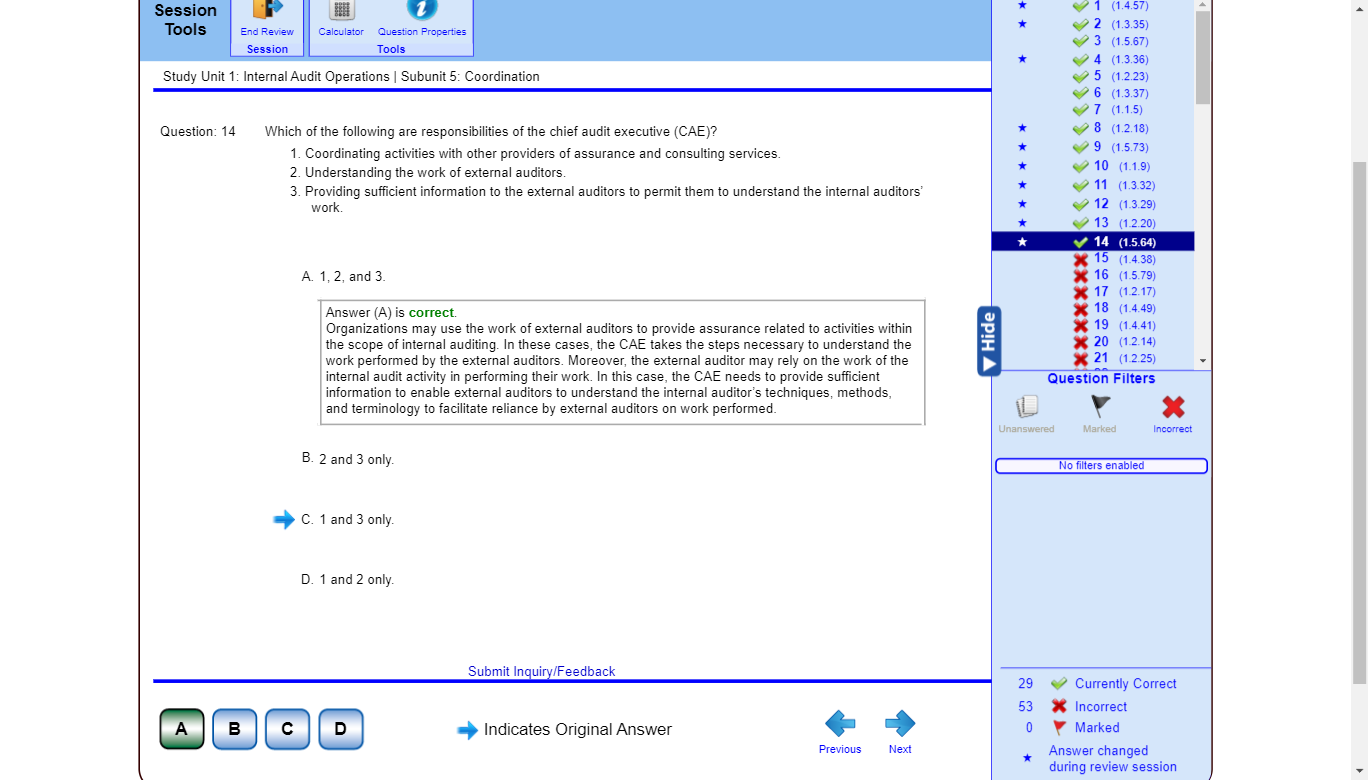 Session
Tools
End Review
Session
Calculator
Question Properties
Tools
Study Unit 1: Internal Audit Operations | Subunit 5: Coordination
Question: 14
Which of the following are responsibilities of the chief audit executive (CAE)?
1. Coordinating activities with other providers of assurance and consulting services.
2. Understanding the work of external auditors.
3. Providing sufficient information to the external auditors to permit them to understand the internal auditors'
work.
A. 1, 2, and 3.
Answer (A) is correct.
Organizations may use the work of external auditors to provide assurance related to activities within
the scope of internal auditing. In these cases, the CAE takes the steps necessary to understand the
work performed by the external auditors. Moreover, the external auditor may rely on the work of the
internal audit activity in performing their work. In this case, the CAE needs to provide sufficient
information to enable external auditors to understand the internal auditor's techniques, methods,
and terminology to facilitate reliance by external auditors on work performed.
B. 2 and 3 only.
C. 1 and 3 only.
D. 1 and 2 only.
Submit Inquiry/Feedback
A B C D
Indicates Original Answer
Previous
Next
1 (1.4.57)
2 (1.3.35)
3 (1.5.67)
4 (1.3.36)
5 (1.2.23)
6 (1.3.37)
7 (1.1.5)
8 (1.2.18)
9 (1.5.73)
10 (1.1.9)
11 (1.3.32)
12 (1.3.29)
13 (1.2.20)
14 (1.5.64)
15 (1.4.38)
16 (1.5.79)
17 (1.2.17)
18 (1.4.49)
19 (1.4.41)
20 (1.2.14)
21 (1.2.25)
Hide
Question Filters
Unanswered
Marked
Incorrect
No filters enabled
29 Currently Correct
53 Incorrect
0 Marked
Answer changed
during review session